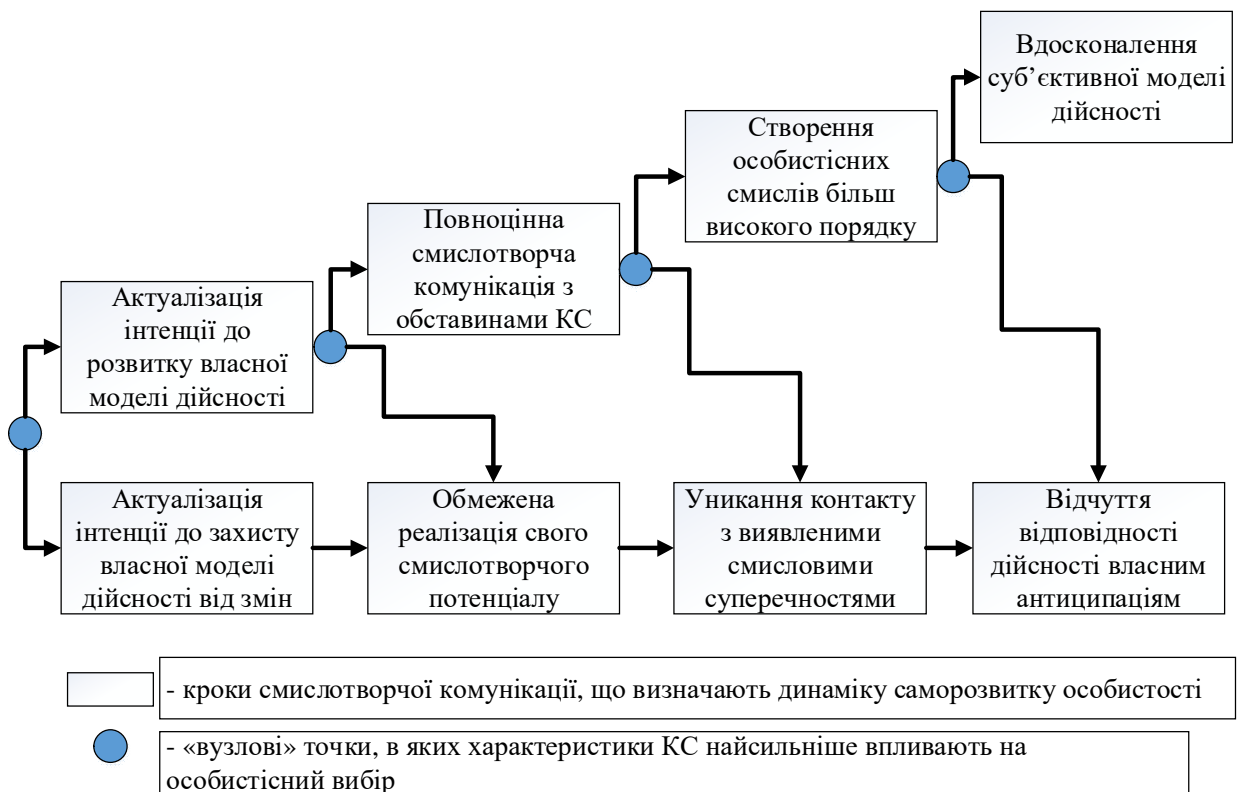 Вдосконалення
суб’єктивної моделі
дійсності
Створення
особистісних
смислів більш
високого порядку
Повноцінна
смислотворча
комунікація з
обставинами КС
Актуалізація
інтенції до
розвитку власної
моделі дійсності
Актуалізація
інтенції до захисту
власної моделі
дійсності від змін
Обмежена
реалізація свого
смислотворчого
потенціалу
Уникання контакту
з виявленими
смисловими
суперечностями
Відчуття
відповідності
дійсності власним
антиципаціям
- кроки смислотворчої комунікації, що визначають динаміку саморозвитку особистості
- «вузлові» точки, в яких характеристики КС найсильніше впливають на
особистісний вибір